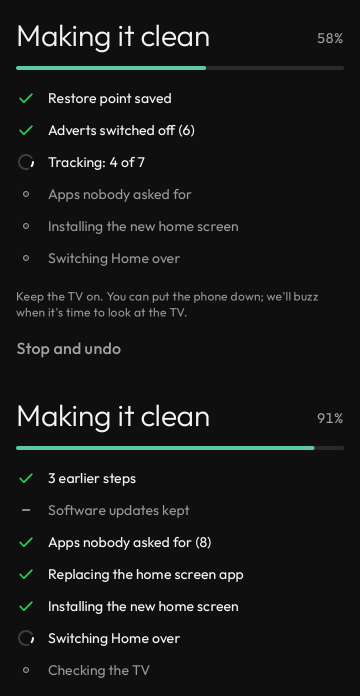 Making it clean
58%
Restore point saved
Adverts switched off (6)
Tracking: 4 of 7
Apps nobody asked for
Installing the new home screen
Switching Home over
Keep the TV on. You can put the phone down; we'll buzz
when it's time to look at the TV.
Stop and undo
Making it clean
91%
3 earlier steps
Software updates kept
Apps nobody asked for (8)
Replacing the home screen app
Installing the new home screen
Switching Home over
Checking the TV